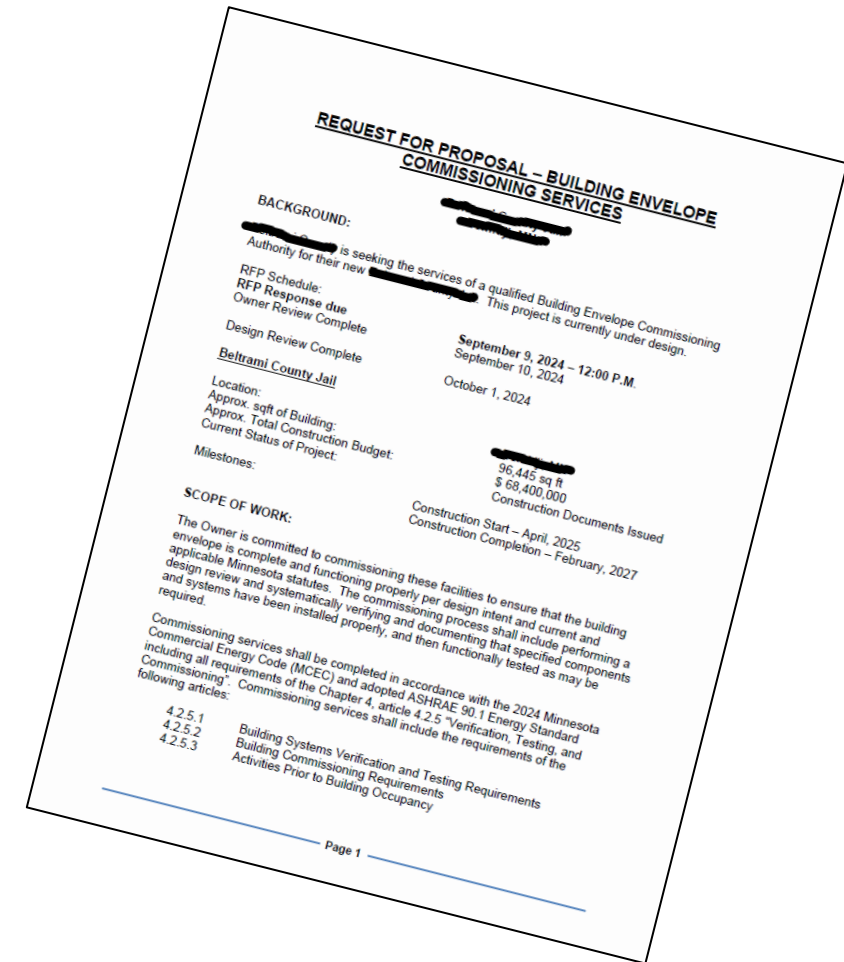 REQUEST FOR PROPOSAL – BUILDING ENVELOPE
COMMISSIONING SERVICES
BACKGROUND:
is seeking the services of a qualified Building Envelope Commissioning
Authority for their new This project is currently under design.
RFP Schedule:
RFP Response due September 9, 2024 – 12:00 P.M.
Owner Review Complete September 10, 2024
Design Review Complete October 1, 2024
Beltrami County Jail
Location:
Approx. sqft of Building: 96,445 sq ft
Approx. Total Construction Budget: $ 68,400,000
Current Status of Project: Construction Documents Issued
Milestones: Construction Start – April, 2025
Construction Completion – February, 2027
SCOPE OF WORK:
The Owner is committed to commissioning these facilities to ensure that the building
envelope is complete and functioning properly per design intent and current and
applicable Minnesota statutes. The commissioning process shall include performing a
design review and systematically verifying and documenting that specified components
and systems have been installed properly, and then functionally tested as may be
required.
Commissioning services shall be completed in accordance with the 2024 Minnesota
Commercial Energy Code (MCEC) and adopted ASHRAE 90.1 Energy Standard
including all requirements of the Chapter 4, article 4.2.5 “Verification, Testing, and
Commissioning”. Commissioning services shall include the requirements of the
following articles:
4.2.5.1 Building Systems Verification and Testing Requirements
4.2.5.2 Building Commissioning Requirements
4.2.5.3 Activities Prior to Building Occupancy
Page 1